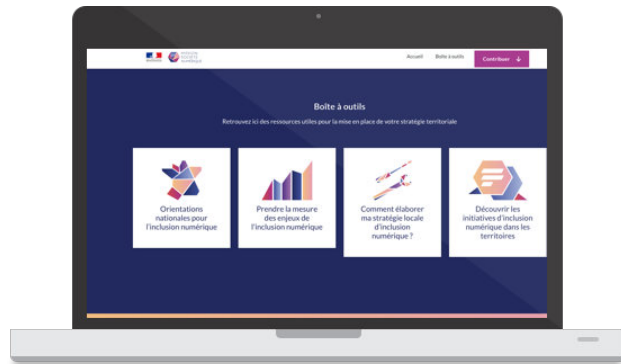 Accueil
Boîte à outils
Contribuer
Boîte à outils
Retrouvez ici des ressources utiles pour la mise en place de votre stratégie territoriale
Orientations
nationales pour
l'inclusion numérique
Prendre la mesure
des enjeux de
l'inclusion numérique
Comment élaborer
ma stratégie locale
d'inclusion
numérique ?
Découvrir les
initiatives d'inclusion
numérique dans les
territoires